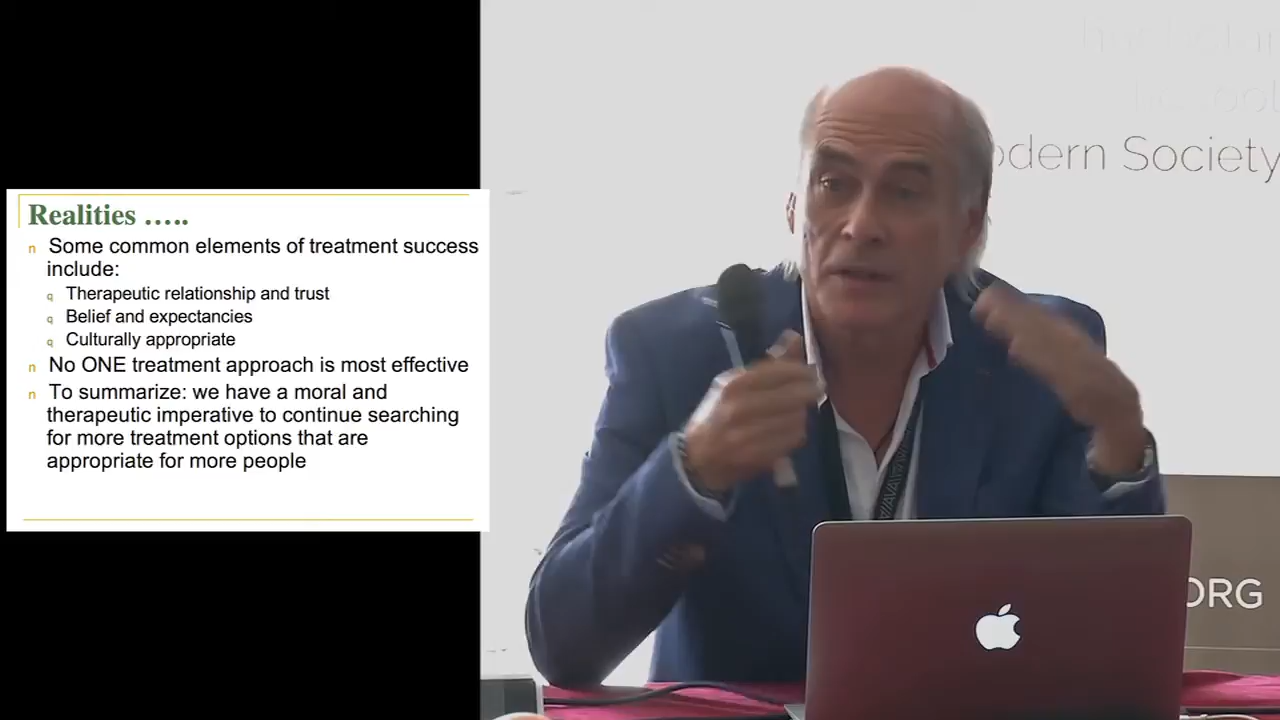 Realities …..
n Some common elements of treatment success
include:
q Therapeutic relationship and trust
q Belief and expectancies
q Culturally appropriate
n No ONE treatment approach is most effective
n To summarize: we have a moral and
therapeutic imperative to continue searching
for more treatment options that are
appropriate for more people
odern Society
ORG